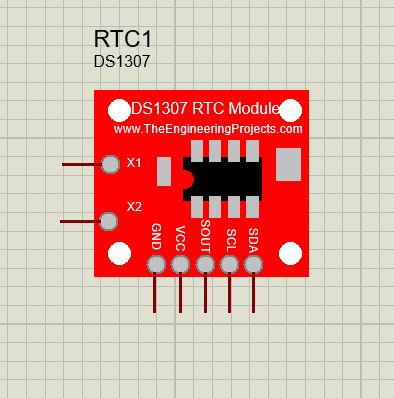 RTC1
DS1307
DS1307 RTC Module
www.TheEngineeringProjects.com
X1
X2
GND
VCC
SOUT
SCL
SDA